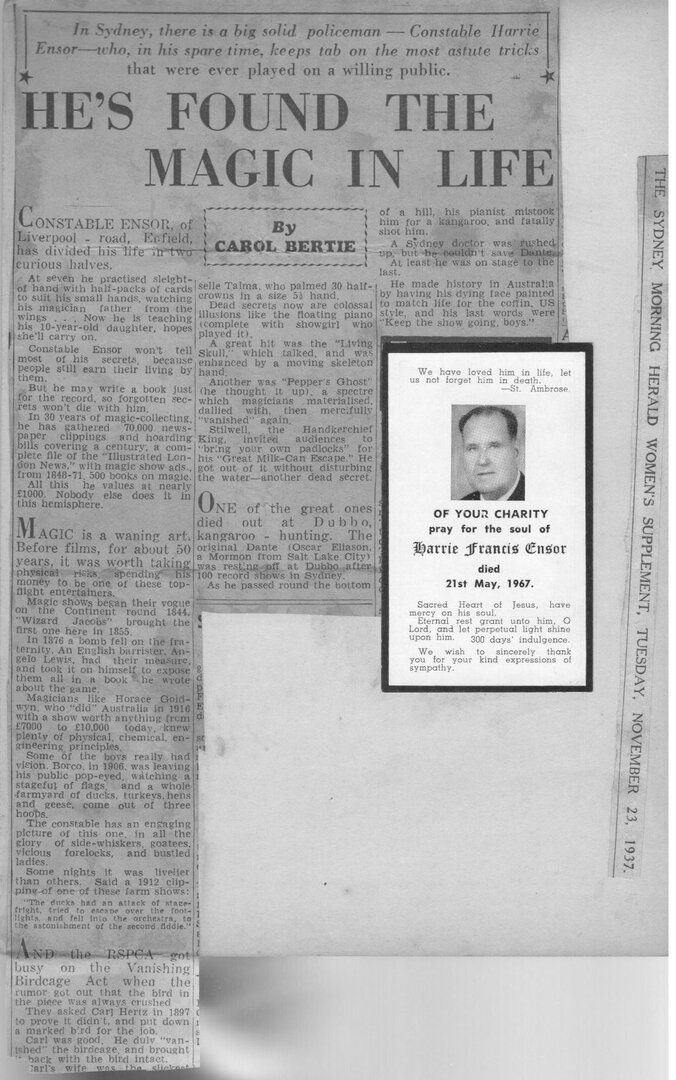 In Sydney, there is a big solid policeman — Constable Harrie
Ensor—who, in his spare time, keeps tab on the most astute tricks
that were ever played on a willing public.
HE'S FOUND THE
MAGIC IN LIFE
CONSTABLE ENSOR, of
Liverpool - road, Enfield,
has divided his life in two
curious halves.
At seven he practised sleight-
of hand with half-packs of cards
to suit his small hands, watching
his magician father from the
wings . . . . Now he is teaching
his 10-year-old daughter, hopes
she'll carry on.
Constable Ensor won't tell
most of his secrets, because
people still earn their living by
them.
But he may write a book just
for the record, so forgotten sec-
rets won't die with him.
In 30 years of magic-collecting,
he has gathered 70,000 news-
paper clippings and hoarding
bills covering a century, a com-
plete file of the "Illustrated Lon-
don News," with magic show ads.,
from 1848-71, 500 books on magic.
All this he values at nearly
£1000. Nobody else does it in
this hemisphere.
MAGIC is a waning art.
Before films, for about 50
years, it was worth taking
physical risks, spending his
money to be one of these top-
flight entertainers.
Magic shows began their vogue
on the Continent round 1844.
"Wizard Jacobs" brought the
first one here in 1855.
In 1876 a bomb fell on the fra-
ternity. An English barrister, An-
gelo Lewis, had their measure,
and took it on himself to expose
them all in a book he wrote
about the game.
Magicians like Horace Gold-
wyn, who "did" Australia in 1916
with a show worth anything from
£7000 to £10,000 today, knew
plenty of physical, chemical, en-
gineering principles.
Some of the boys really had
vision. Borco, in 1906, was leaving
his public pop-eyed, watching a
stageful of flags, and a whole
farmyard of ducks, turkeys, hens
and geese, come out of three
hoops.
The constable has an engaging
picture of this one, in all the
glory of side-whiskers, goatees,
vicious forelocks, and bustled
ladies.
Some nights it was livelier
than others. Said a 1912 clip-
ping of one of these farm shows:
"The ducks had an attack of stage-
fright, tried to escape over the foot-
lights, and fell into the orchestra, to
the astonishment of the second fiddle."
AND the RSPCA got
busy on the Vanishing
Birdcage Act when the
rumor got out that the bird in
the piece was always crushed
They asked Carl Hertz in 1897
to prove it didn't, and put down
a marked bird for the job.
Carl was good. He duly "van-
ished" the birdcage, and brought
it back with the bird intact.
Carl's wife was the slickest
By
CAROL BERTIE
selle Talma, who palmed 30 half-
crowns in a size 5½ hand.
Dead secrets now are colossal
illusions like the floating piano
(complete with showgirl who
played it).
A great hit was the "Living
Skull," which talked, and was
enhanced by a moving skeleton
hand.
Another was "Pepper's Ghost"
(he thought it up), a spectre
which magicians materialised,
dallied with, then mercifully
"vanished" again.
Stilwell, the Handkerchief
King, invited audiences to
"bring your own padlocks" for
his "Great Milk-Can Escape." He
got out of it without disturbing
the water—another dead secret.
ONE of the great ones
died out at Dubbo,
kangaroo - hunting. The
original Dante (Oscar Eliason,
a Mormon from Salt Lake City)
was resting off at Dubbo after
100 record shows in Sydney.
As he passed round the bottom
of a hill, his pianist mistook
him for a kangaroo, and fatally
shot him.
A Sydney doctor was rushed
up, but he couldn't save Dante.
At least he was on stage to the
last.
He made history in Australia
by having his dying face painted
to match life for the coffin, US
style, and his last words were
"Keep the show going, boys."
We have loved him in life, let
us not forget him in death.
—St. Ambrose.
OF YOUR CHARITY
pray for the soul of
Harrie Francis Ensor
died
21st May, 1967.
Sacred Heart of Jesus, have
mercy on his soul.
Eternal rest grant unto him, O
Lord, and let perpetual light shine
upon him. 300 days' indulgence.
We wish to sincerely thank
you for your kind expressions of
sympathy.
THE SYDNEY MORNING HERALD WOMEN'S SUPPLEMENT, TUESDAY, NOVEMBER 23, 1937.